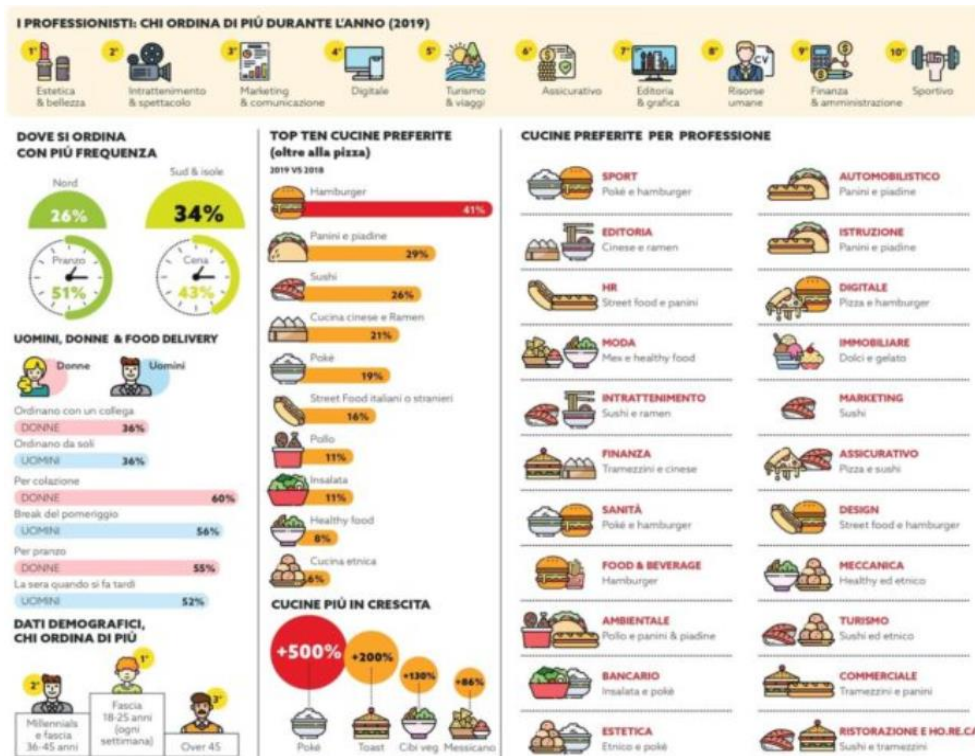 I PROFESSIONISTI: CHI ORDINA DI PIÙ DURANTE L'ANNO (2019)
1°
2°
3°
4°
5°
6°
7°
8°
9°
10°
Estetica
& bellezza
Intrattenimento
& spettacolo
Marketing
& comunicazione
Digitale
Turismo
& viaggi
Assicurativo
Editoria
& grafica
CV
Risorse
umane
Finanza
& amministrazione
Sportivo
DOVE SI ORDINA
CON PIÙ FREQUENZA
Nord
26%
Sud & isole
34%
Pranzo
51%
Cena
43%
UOMINI, DONNE & FOOD DELIVERY
Donne
Uomini
Ordinano con un collega
DONNE 36%
Ordinano da soli
UOMINI 36%
Per colazione
DONNE 60%
Break del pomeriggio
UOMINI 56%
Per pranzo
DONNE 55%
La sera quando si fa tardi
UOMINI 52%
DATI DEMOGRAFICI,
CHI ORDINA DI PIÙ
2°
Millennials
e fascia
36-45 anni
1°
Fascia
18-25 anni
(ogni
settimana)
3°
Over 45
TOP TEN CUCINE PREFERITE
(oltre alla pizza)
2019 VS 2018
Hamburger
41%
Panini e piadine
29%
Sushi
26%
Cucina cinese e Ramen
21%
Poké
19%
Street Food italiani o stranieri
16%
Pollo
11%
Insalata
11%
Healthy food
8%
Cucina etnica
6%
CUCINE PIÙ IN CRESCITA
+500%
+200%
+130%
+86%
Poké
Toast
Cibi veg
Messicano
CUCINE PREFERITE PER PROFESSIONE
SPORT
Poké e hamburger
EDITORIA
Cinese e ramen
HR
Street food e panini
MODA
Mex e healthy food
INTRATTENIMENTO
Sushi e ramen
FINANZA
Tramezzini e cinese
SANITÀ
Poké e hamburger
FOOD & BEVERAGE
Hamburger
AMBIENTALE
Pollo e panini & piadine
BANCARIO
Insalata e poké
ESTETICA
Etnico e poké
AUTOMOBILISTICO
Panini e piadine
ISTRUZIONE
Panini e piadine
DIGITALE
Pizza e hamburger
IMMOBILIARE
Dolci e gelato
MARKETING
Sushi
ASSICURATIVO
Pizza e sushi
DESIGN
Street food e hamburger
MECCANICA
Healthy ed etnico
TURISMO
Sushi ed etnico
COMMERCIALE
Tramezzini e panini
RISTORAZIONE E HO.RE.CA
Sushi e tramezzini